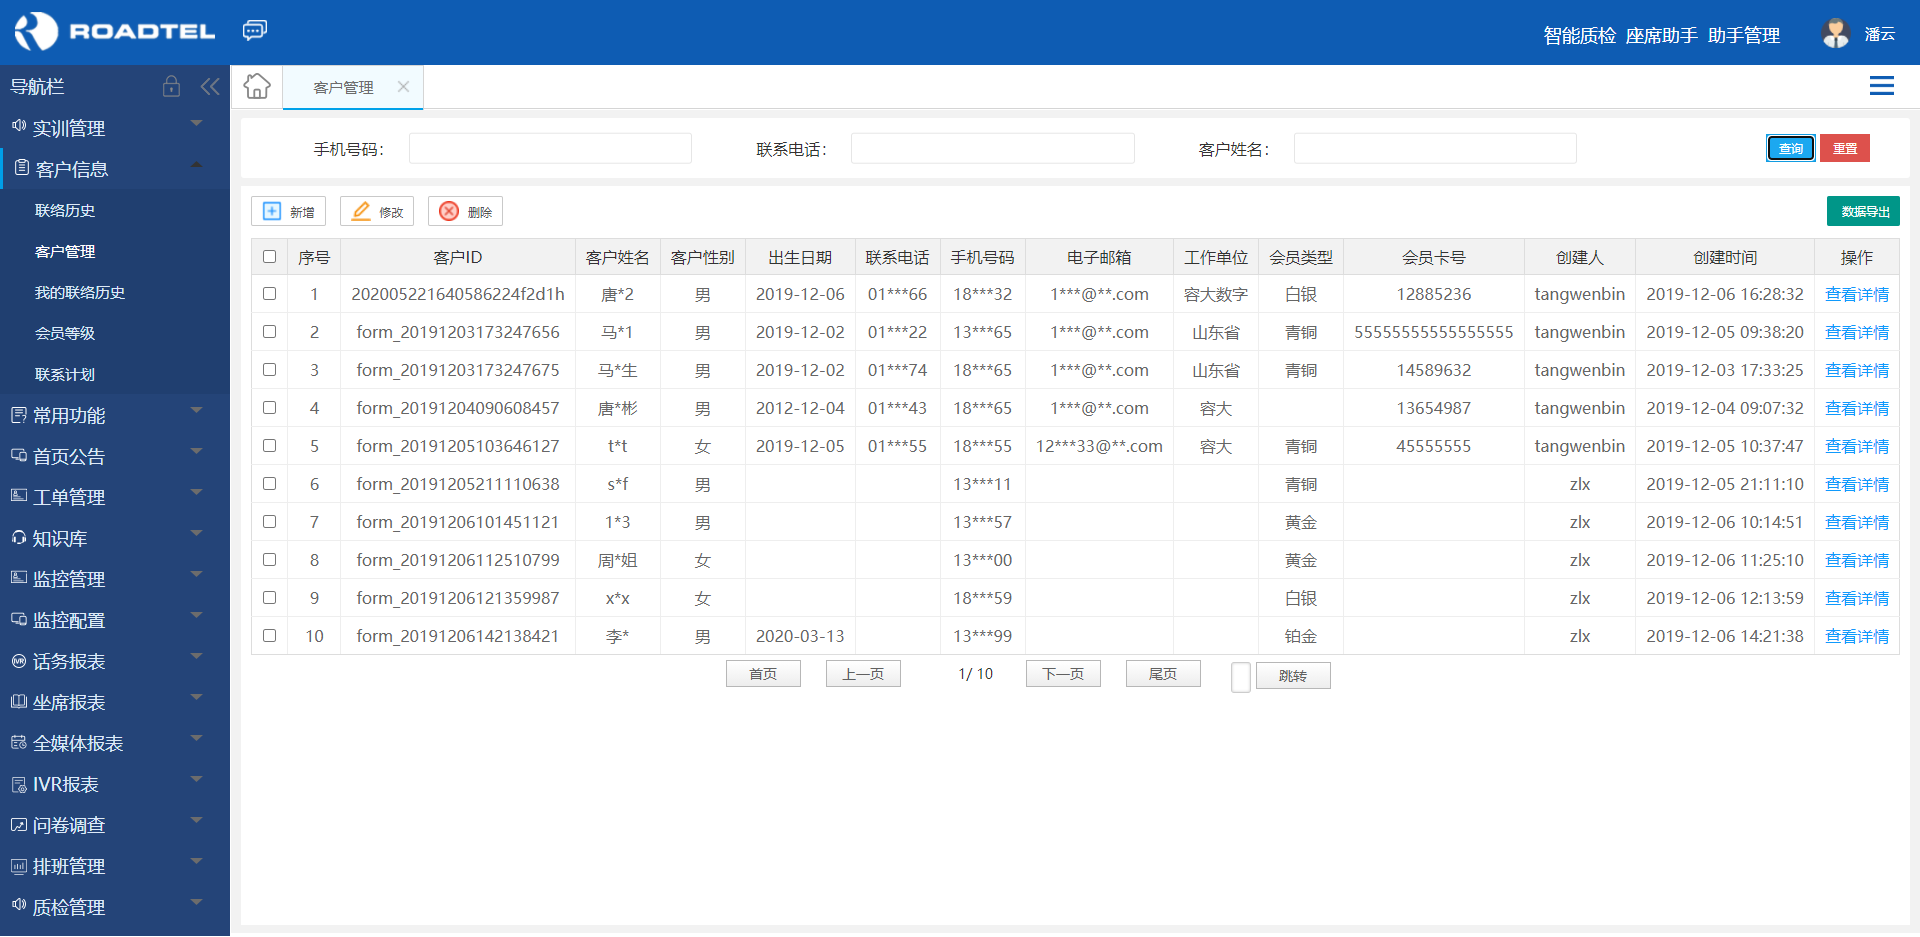 ROADTEL
智能质检 座席助手 助手管理 潘云
导航栏
实训管理
客户信息
联络历史
客户管理
我的联络历史
会员等级
联系计划
常用功能
首页公告
工单管理
知识库
监控管理
监控配置
话务报表
坐席报表
全媒体报表
IVR报表
问卷调查
排班管理
质检管理
客户管理
手机号码： 联系电话： 客户姓名： 查询 重置
新增 修改 删除 数据导出
序号 客户ID 客户姓名 客户性别 出生日期 联系电话 手机号码 电子邮箱 工作单位 会员类型 会员卡号 创建人 创建时间 操作
1 202005221640586224f2d1h 唐*2 男 2019-12-06 01***66 18***32 1***@**.com 容大数字 白银 12885236 tangwenbin 2019-12-06 16:28:32 查看详情
2 form_20191203173247656 马*1 男 2019-12-02 01***22 13***65 1***@**.com 山东省 青铜 55555555555555555 tangwenbin 2019-12-05 09:38:20 查看详情
3 form_20191203173247675 马*生 男 2019-12-02 01***74 18***65 1***@**.com 山东省 青铜 14589632 tangwenbin 2019-12-03 17:33:25 查看详情
4 form_20191204090608457 唐*彬 男 2012-12-04 01***43 18***65 1***@**.com 容大 13654987 tangwenbin 2019-12-04 09:07:32 查看详情
5 form_20191205103646127 t*t 女 2019-12-05 01***55 18***55 12***33@**.com 容大 青铜 45555555 tangwenbin 2019-12-05 10:37:47 查看详情
6 form_20191205211110638 s*f 男 13***11 青铜 zlx 2019-12-05 21:11:10 查看详情
7 form_20191206101451121 1*3 男 13***57 黄金 zlx 2019-12-06 10:14:51 查看详情
8 form_20191206112510799 周*姐 女 13***00 黄金 zlx 2019-12-06 11:25:10 查看详情
9 form_20191206121359987 x*x 女 18***59 白银 zlx 2019-12-06 12:13:59 查看详情
10 form_20191206142138421 李* 男 2020-03-13 13***99 铂金 zlx 2019-12-06 14:21:38 查看详情
首页 上一页 1/ 10 下一页 尾页 跳转